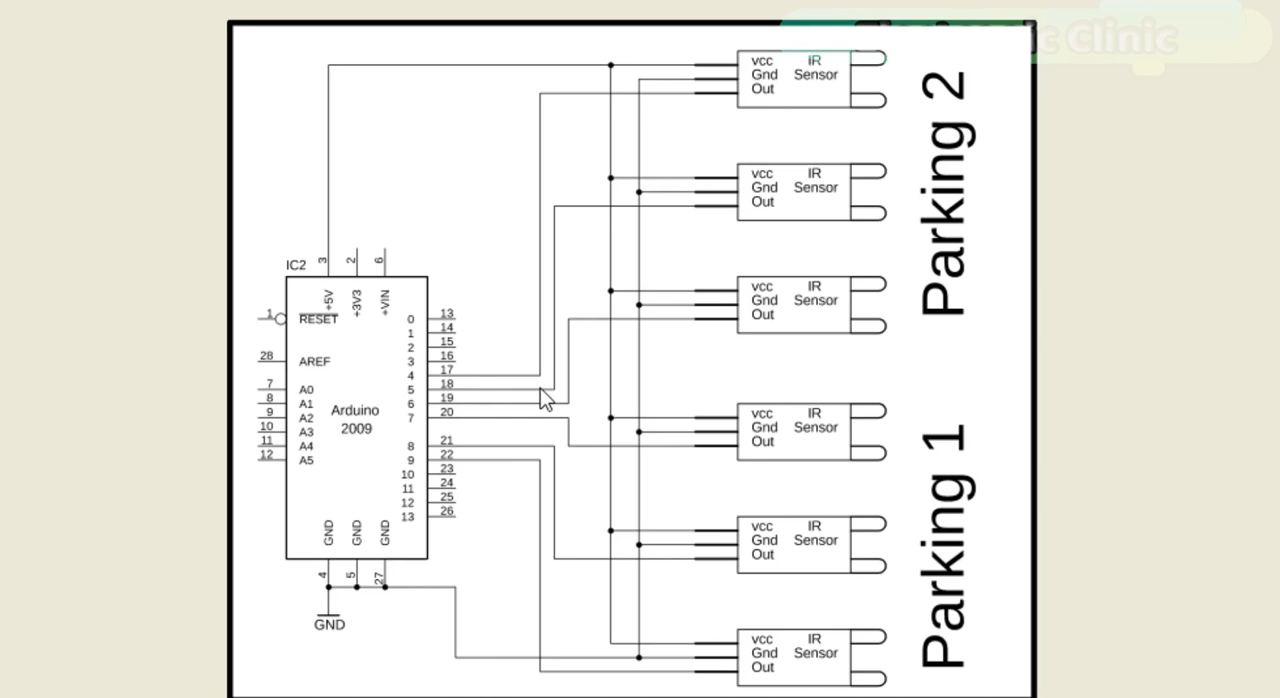 c Clinic
vcc IR
Gnd Sensor
Out
vcc IR
Gnd Sensor
Out
vcc IR
Gnd Sensor
Out
Parking 2
vcc IR
Gnd Sensor
Out
vcc IR
Gnd Sensor
Out
vcc IR
Gnd Sensor
Out
Parking 1
IC2
3 2 6
+5V +3V3 +VIN
1 RESET 0 13
1 14
2 15
28 AREF 3 16
4 17
7 A0 5 18
8 A1 6 19
9 A2 7 20
10 A3
11 A4 8 21
12 A5 9 22
10 23
11 24
12 25
13 26
Arduino
2009
GND GND GND
4 5 27
GND